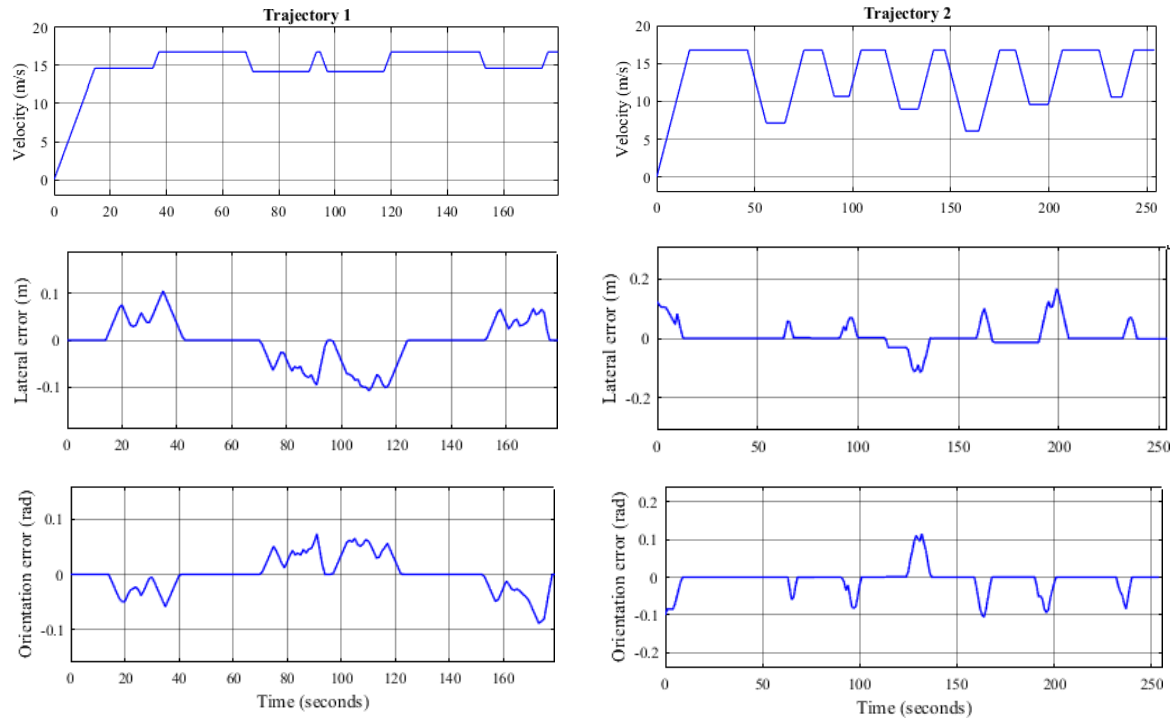 Trajectory 1
Velocity (m/s)
20
15
10
5
0
0 20 40 60 80 100 120 140 160
Lateral error (m)
0.1
0
-0.1
0 20 40 60 80 100 120 140 160
Orientation error (rad)
0.1
0
-0.1
0 20 40 60 80 100 120 140 160
Time (seconds)
Trajectory 2
Velocity (m/s)
20
15
10
5
0
0 50 100 150 200 250
Lateral error (m)
0.2
0
-0.2
0 50 100 150 200 250
Orientation error (rad)
0.2
0.1
0
-0.1
-0.2
0 50 100 150 200 250
Time (seconds)